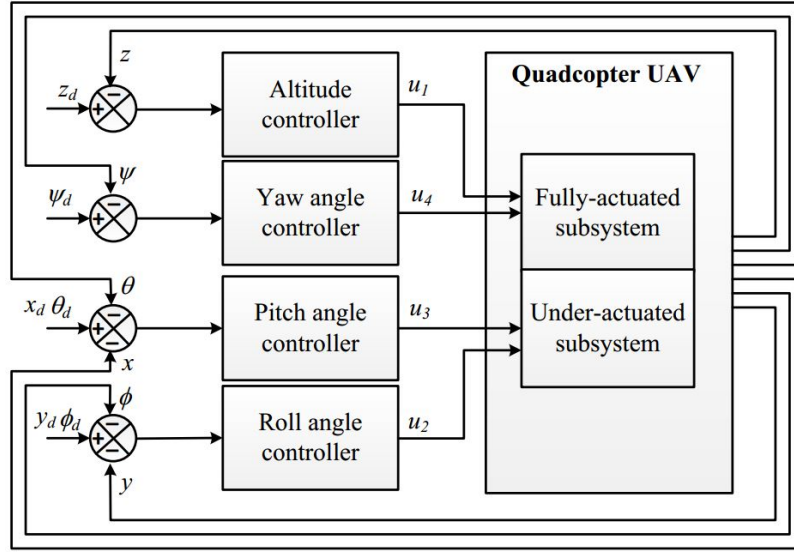 z
z_d
Altitude
controller
u_1
Quadcopter UAV
ψ
ψ_d
Yaw angle
controller
u_4
Fully-actuated
subsystem
θ
x_d θ_d
Pitch angle
controller
u_3
Under-actuated
subsystem
x
ϕ
y_d ϕ_d
Roll angle
controller
u_2
y